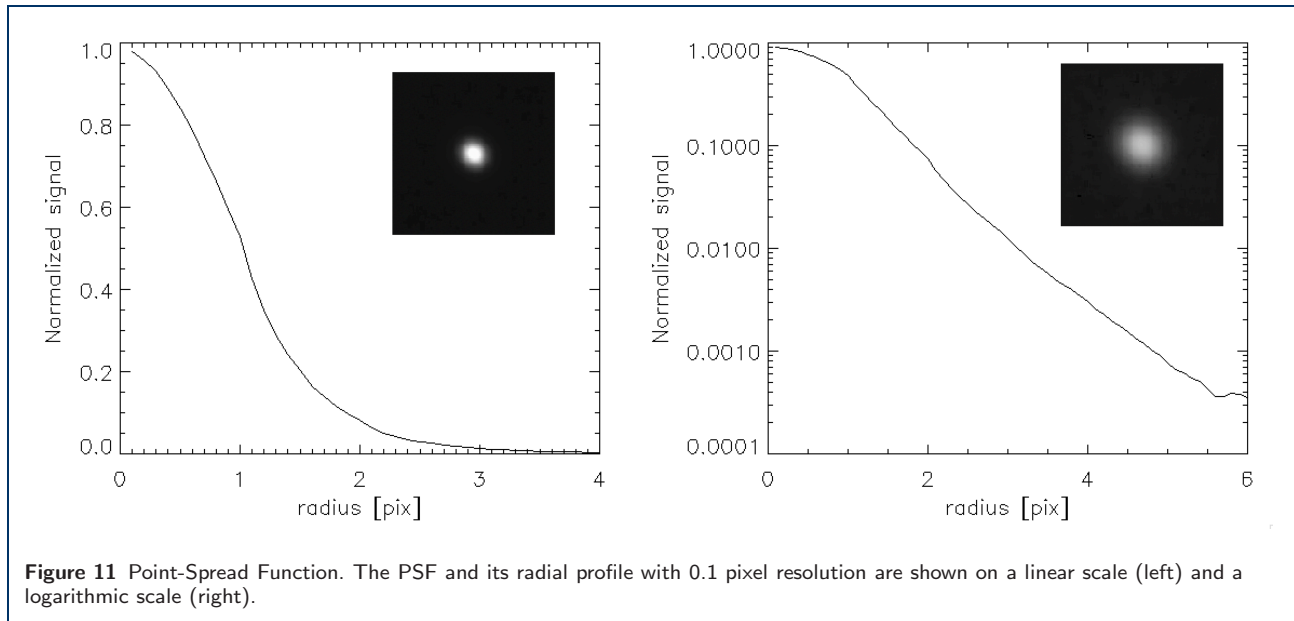 1.0
0.8
0.6
0.4
0.2
0.0
Normalized signal
0 1 2 3 4
radius [pix]
1.0000
0.1000
0.0100
0.0010
0.0001
Normalized signal
0 2 4 6
radius [pix]
Figure 11 Point-Spread Function. The PSF and its radial profile with 0.1 pixel resolution are shown on a linear scale (left) and a
logarithmic scale (right).